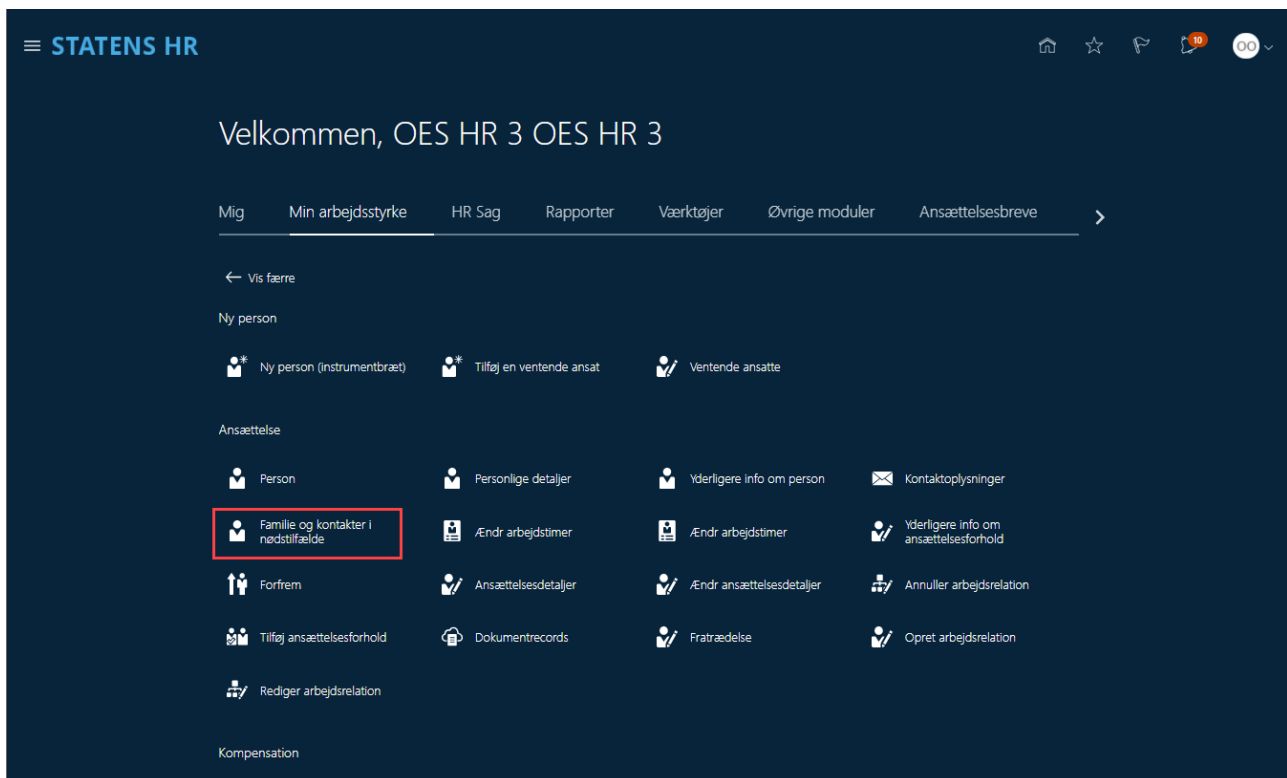 STATENS HR
10
OO
Velkommen, OES HR 3 OES HR 3
Mig Min arbejdsstyrke HR Sag Rapporter Værktøjer Øvrige moduler Ansættelsesbreve
Vis færre
Ny person
Ny person (instrumentbræt) Tilføj en ventende ansat Ventende ansatte
Ansættelse
Person Personlige detaljer Yderligere info om person Kontaktoplysninger
Familie og kontakter i
nødstilfælde
Ændr arbejdstimer Ændr arbejdstimer
Yderligere info om
ansættelsesforhold
Forfrem Ansættelsesdetaljer Ændr ansættelsesdetaljer Annuller arbejdsrelation
Tilføj ansættelsesforhold Dokumentrecords Fratrædelse Opret arbejdsrelation
Rediger arbejdsrelation
Kompensation